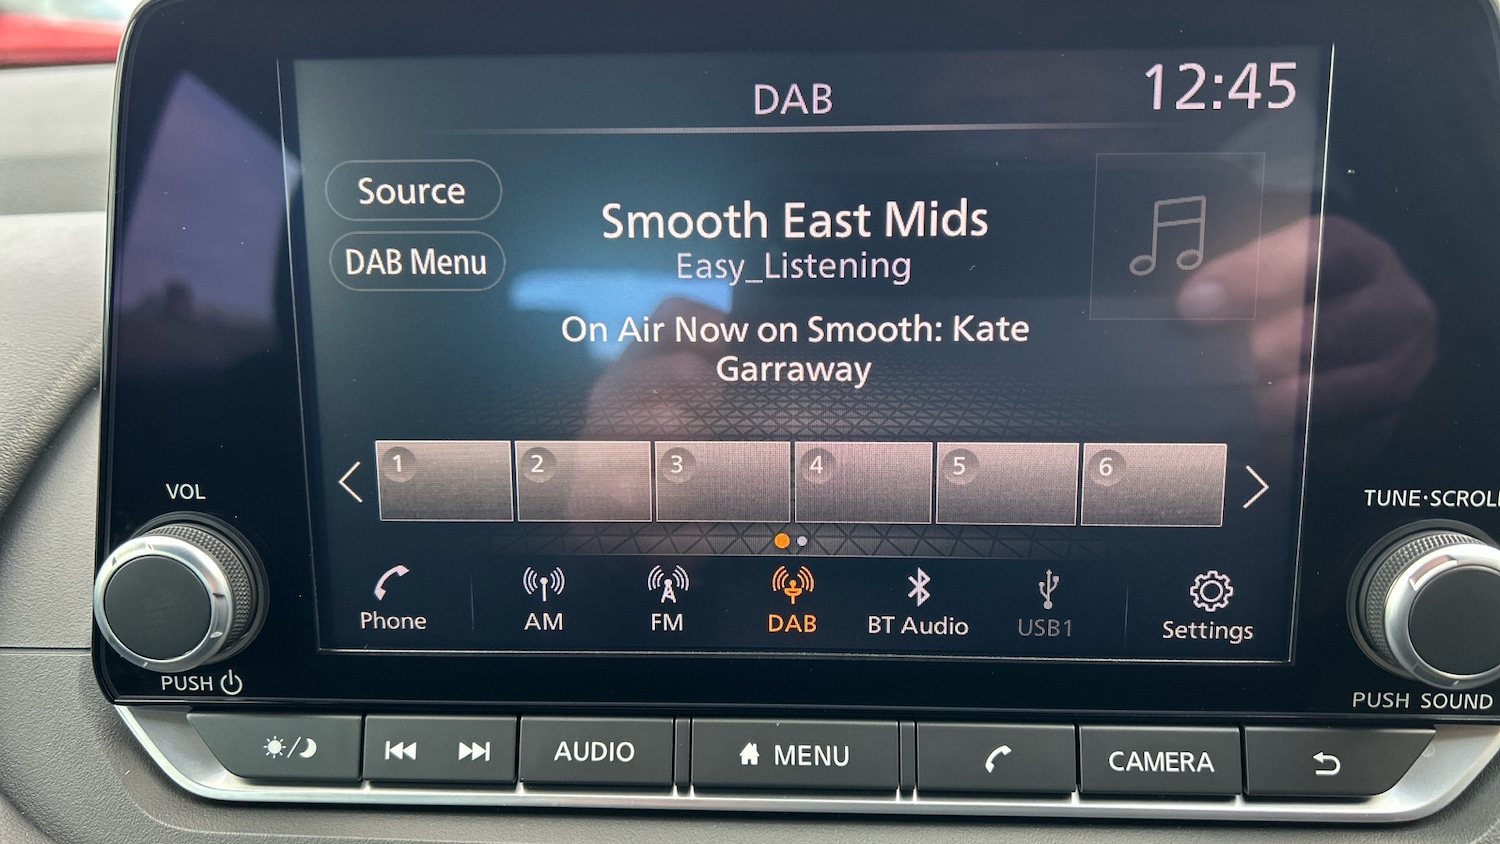 DAB
12:45
Source
DAB Menu
Smooth East Mids
Easy_Listening
On Air Now on Smooth: Kate
Garraway
1 2 3 4 5 6
VOL
TUNE·SCROLL
Phone
AM
FM
DAB
BT Audio
USB1
Settings
PUSH
PUSH SOUND
AUDIO
MENU
CAMERA